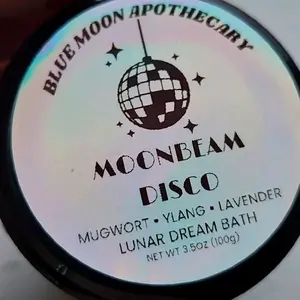 BLUE MOON APOTHECARY
MOONBEAM
DISCO
MUGWORT • YLANG • LAVENDER
LUNAR DREAM BATH
NET WT 3.5OZ (100g)